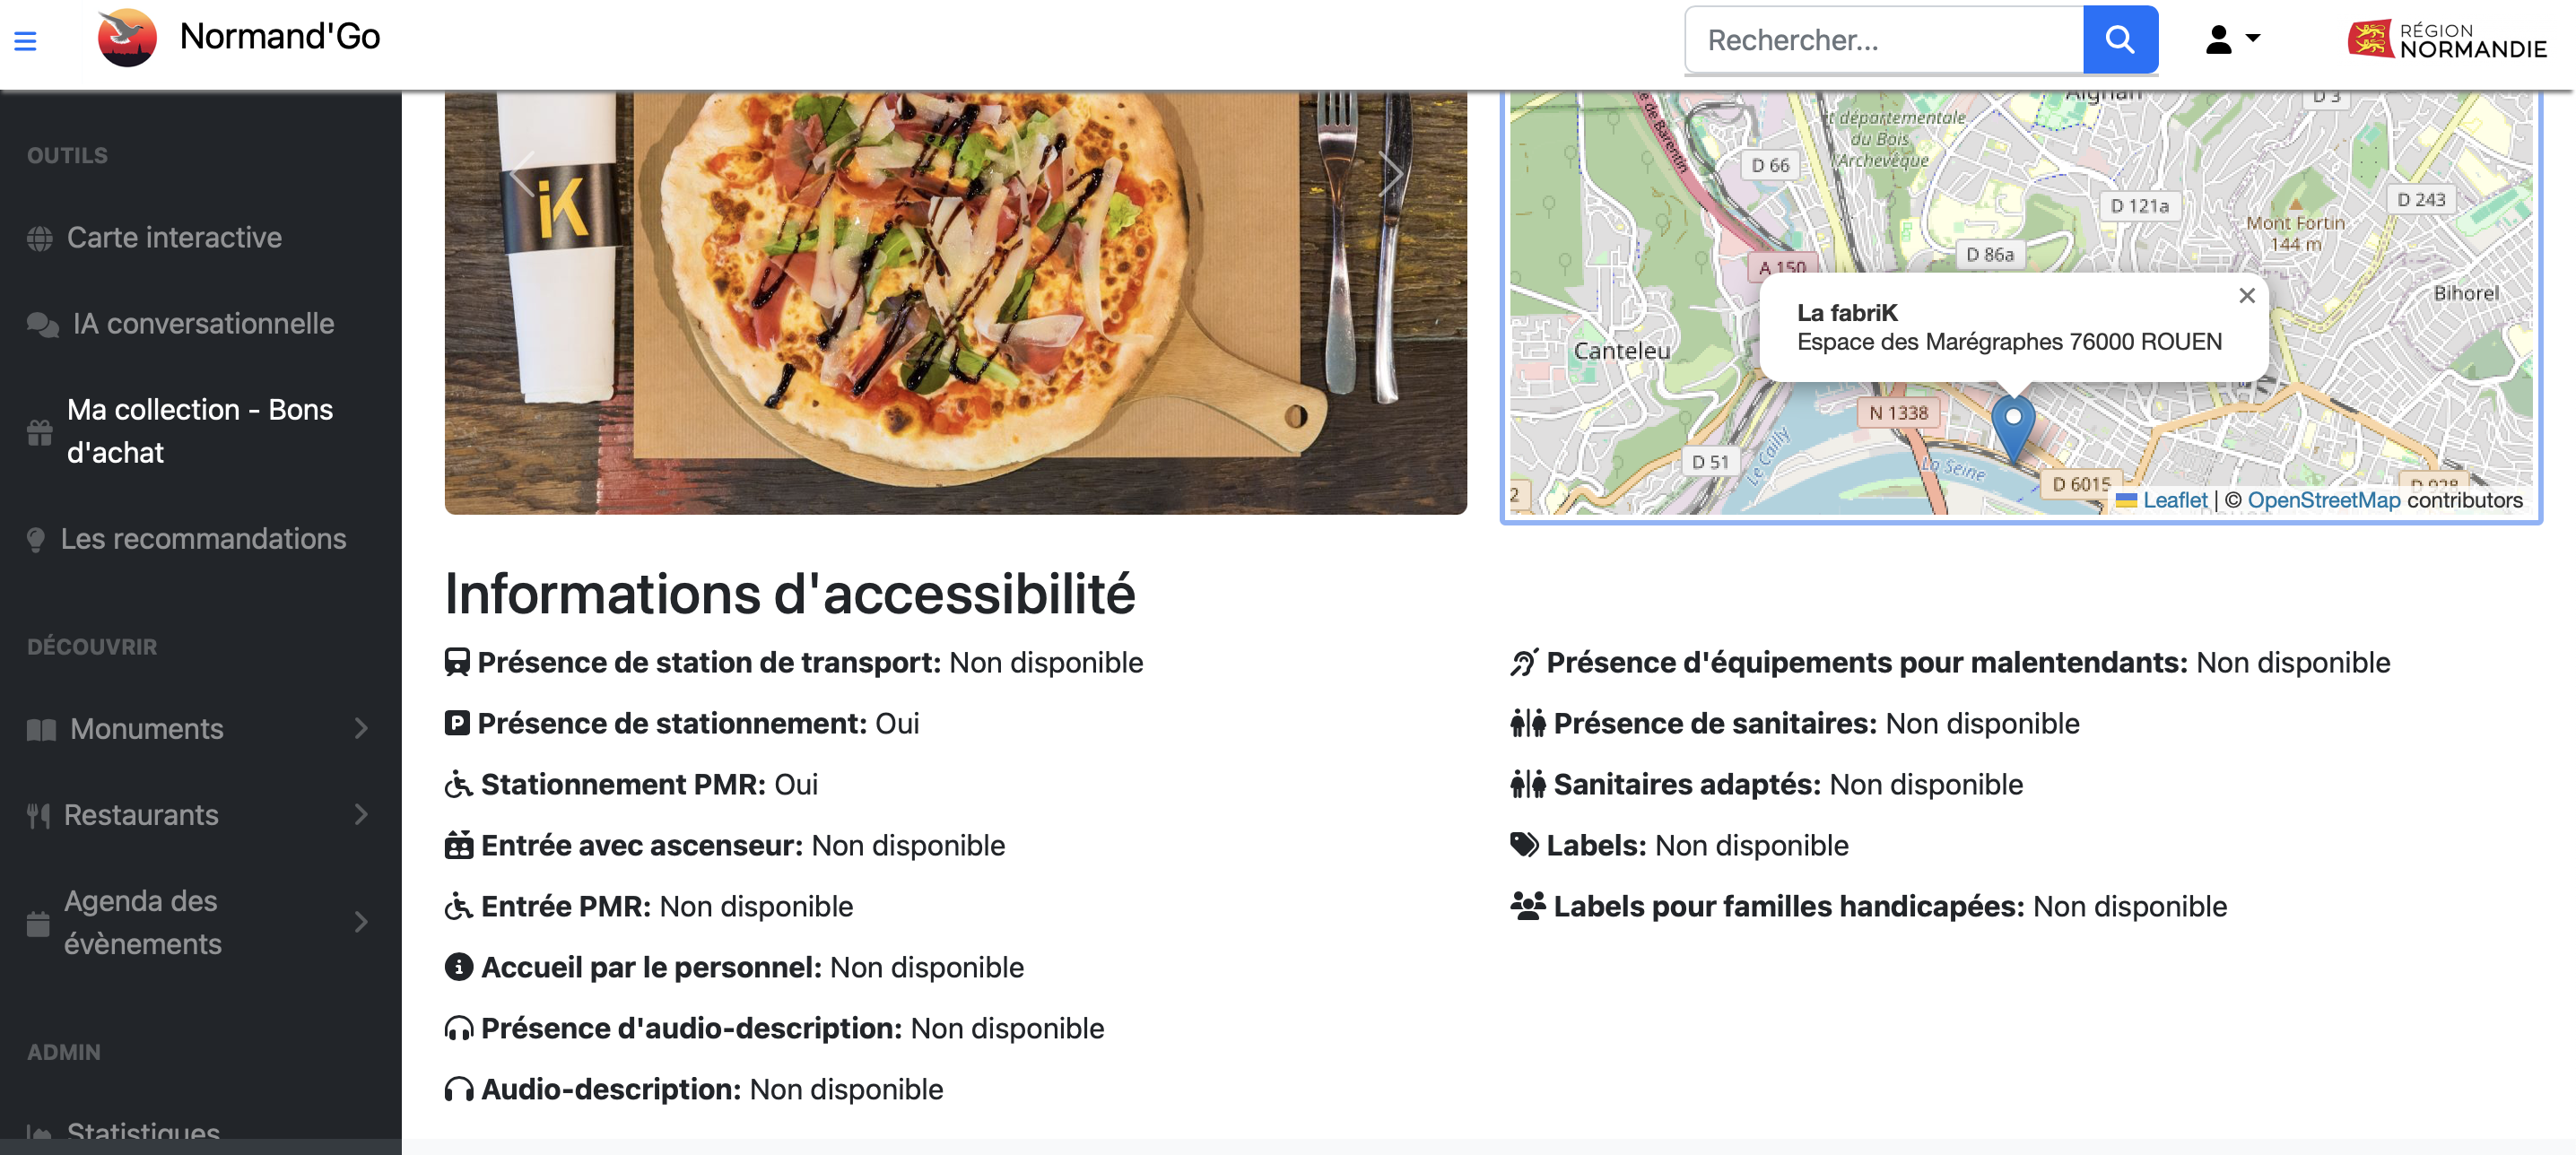 Normand'Go
Rechercher...
RÉGION
NORMANDIE
OUTILS
Carte interactive
IA conversationnelle
Ma collection - Bons
d'achat
Les recommandations
DÉCOUVRIR
Monuments
Restaurants
Agenda des
évènements
ADMIN
Statistiques
iK
de Barentin
D 66
départementale
du Bois
l'Archevêque
D 3
D 121a
D 243
Mont Fortin
144 m
D 86a
A 150
Bihorel
Canteleu
La fabriK
Espace des Marégraphes 76000 ROUEN
N 1338
D 51
Le Cailly
La Seine
D 6015
D 928
Leaflet | © OpenStreetMap contributors
Informations d'accessibilité
Présence de station de transport: Non disponible
Présence de stationnement: Oui
Stationnement PMR: Oui
Entrée avec ascenseur: Non disponible
Entrée PMR: Non disponible
Accueil par le personnel: Non disponible
Présence d'audio-description: Non disponible
Audio-description: Non disponible
Présence d'équipements pour malentendants: Non disponible
Présence de sanitaires: Non disponible
Sanitaires adaptés: Non disponible
Labels: Non disponible
Labels pour familles handicapées: Non disponible